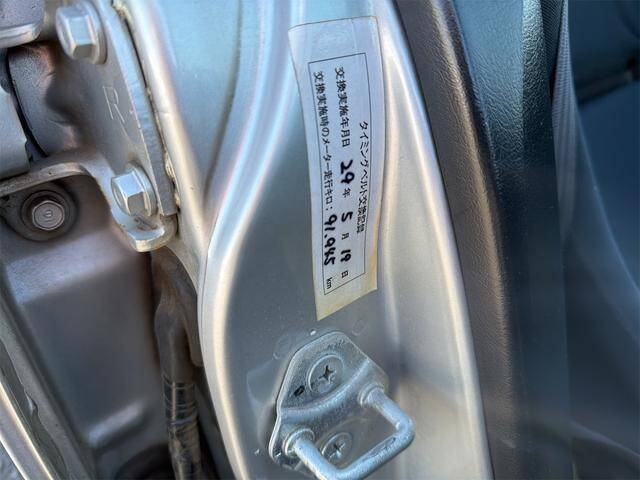 タイミングベルト交換記録
交換実施年月日 29年 5月 19日
交換実施時のメーター走行キロ: 91,945 km
R